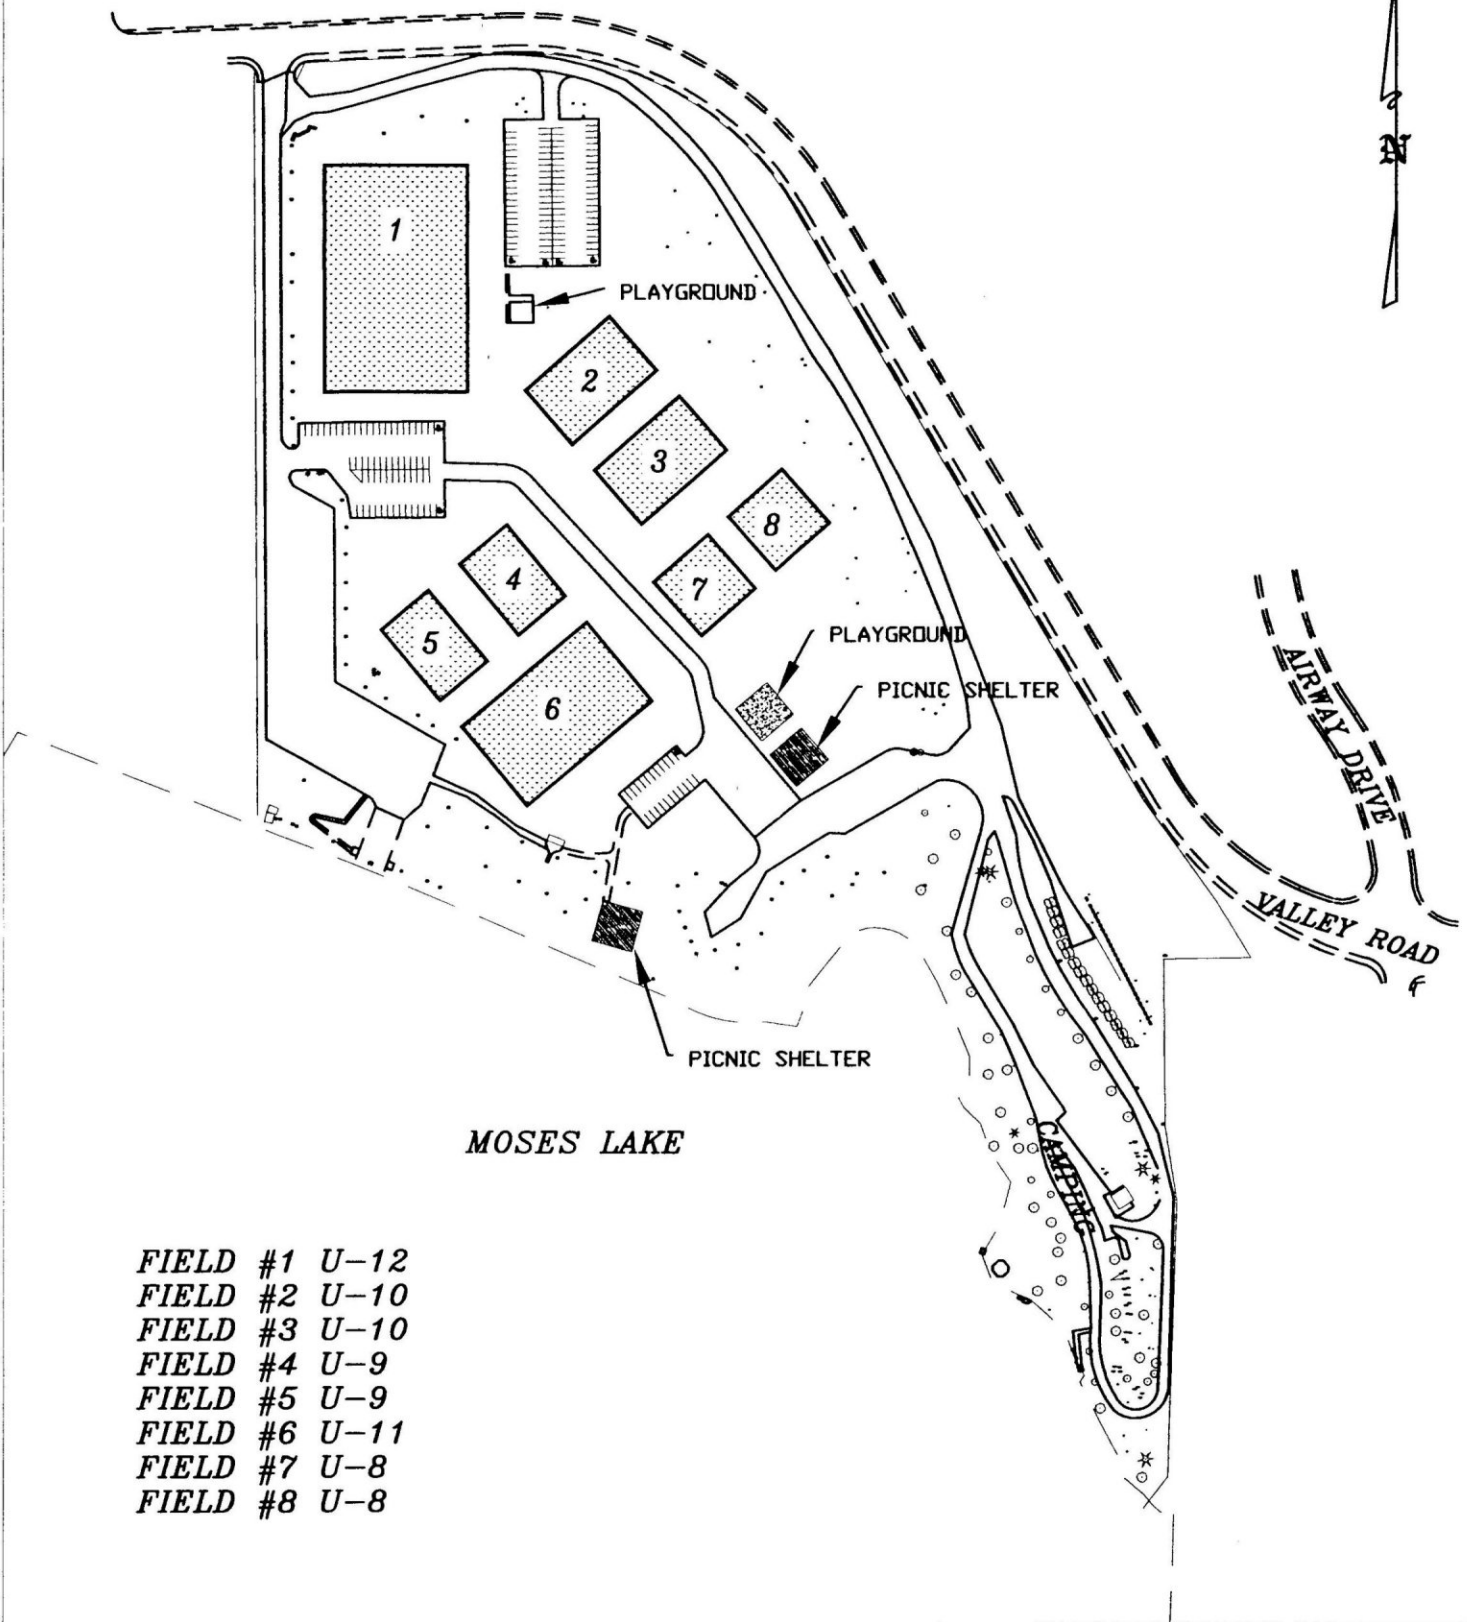 N
1
PLAYGROUND
2
3
8
4
7
5
PLAYGROUND
6
PICNIC SHELTER
AIRWAY DRIVE
VALLEY ROAD
PICNIC SHELTER
MOSES LAKE
CAMPING
FIELD #1 U-12
FIELD #2 U-10
FIELD #3 U-10
FIELD #4 U-9
FIELD #5 U-9
FIELD #6 U-11
FIELD #7 U-8
FIELD #8 U-8